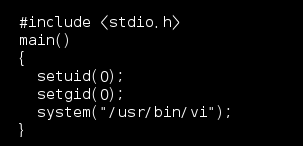 #include <stdio.h>
main()
{
  setuid(0);
  setgid(0);
  system("/usr/bin/vi");
}